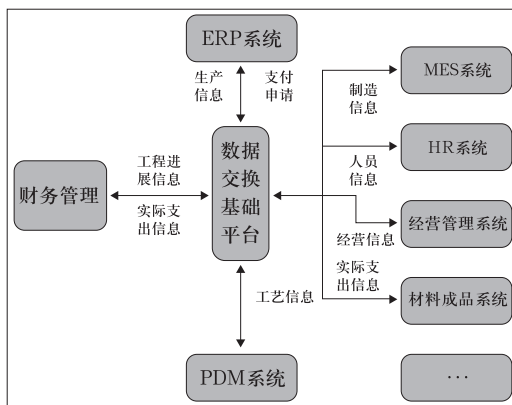 ERP系统
生产
信息
支付
申请
MES系统
制造
信息
HR系统
人员
信息
工程进
展信息
财务管理
实际支
出信息
数据
交换
基础
平台
经营管理系统
经营信息
实际支
出信息
材料成品系统
工艺信息
PDM系统
...